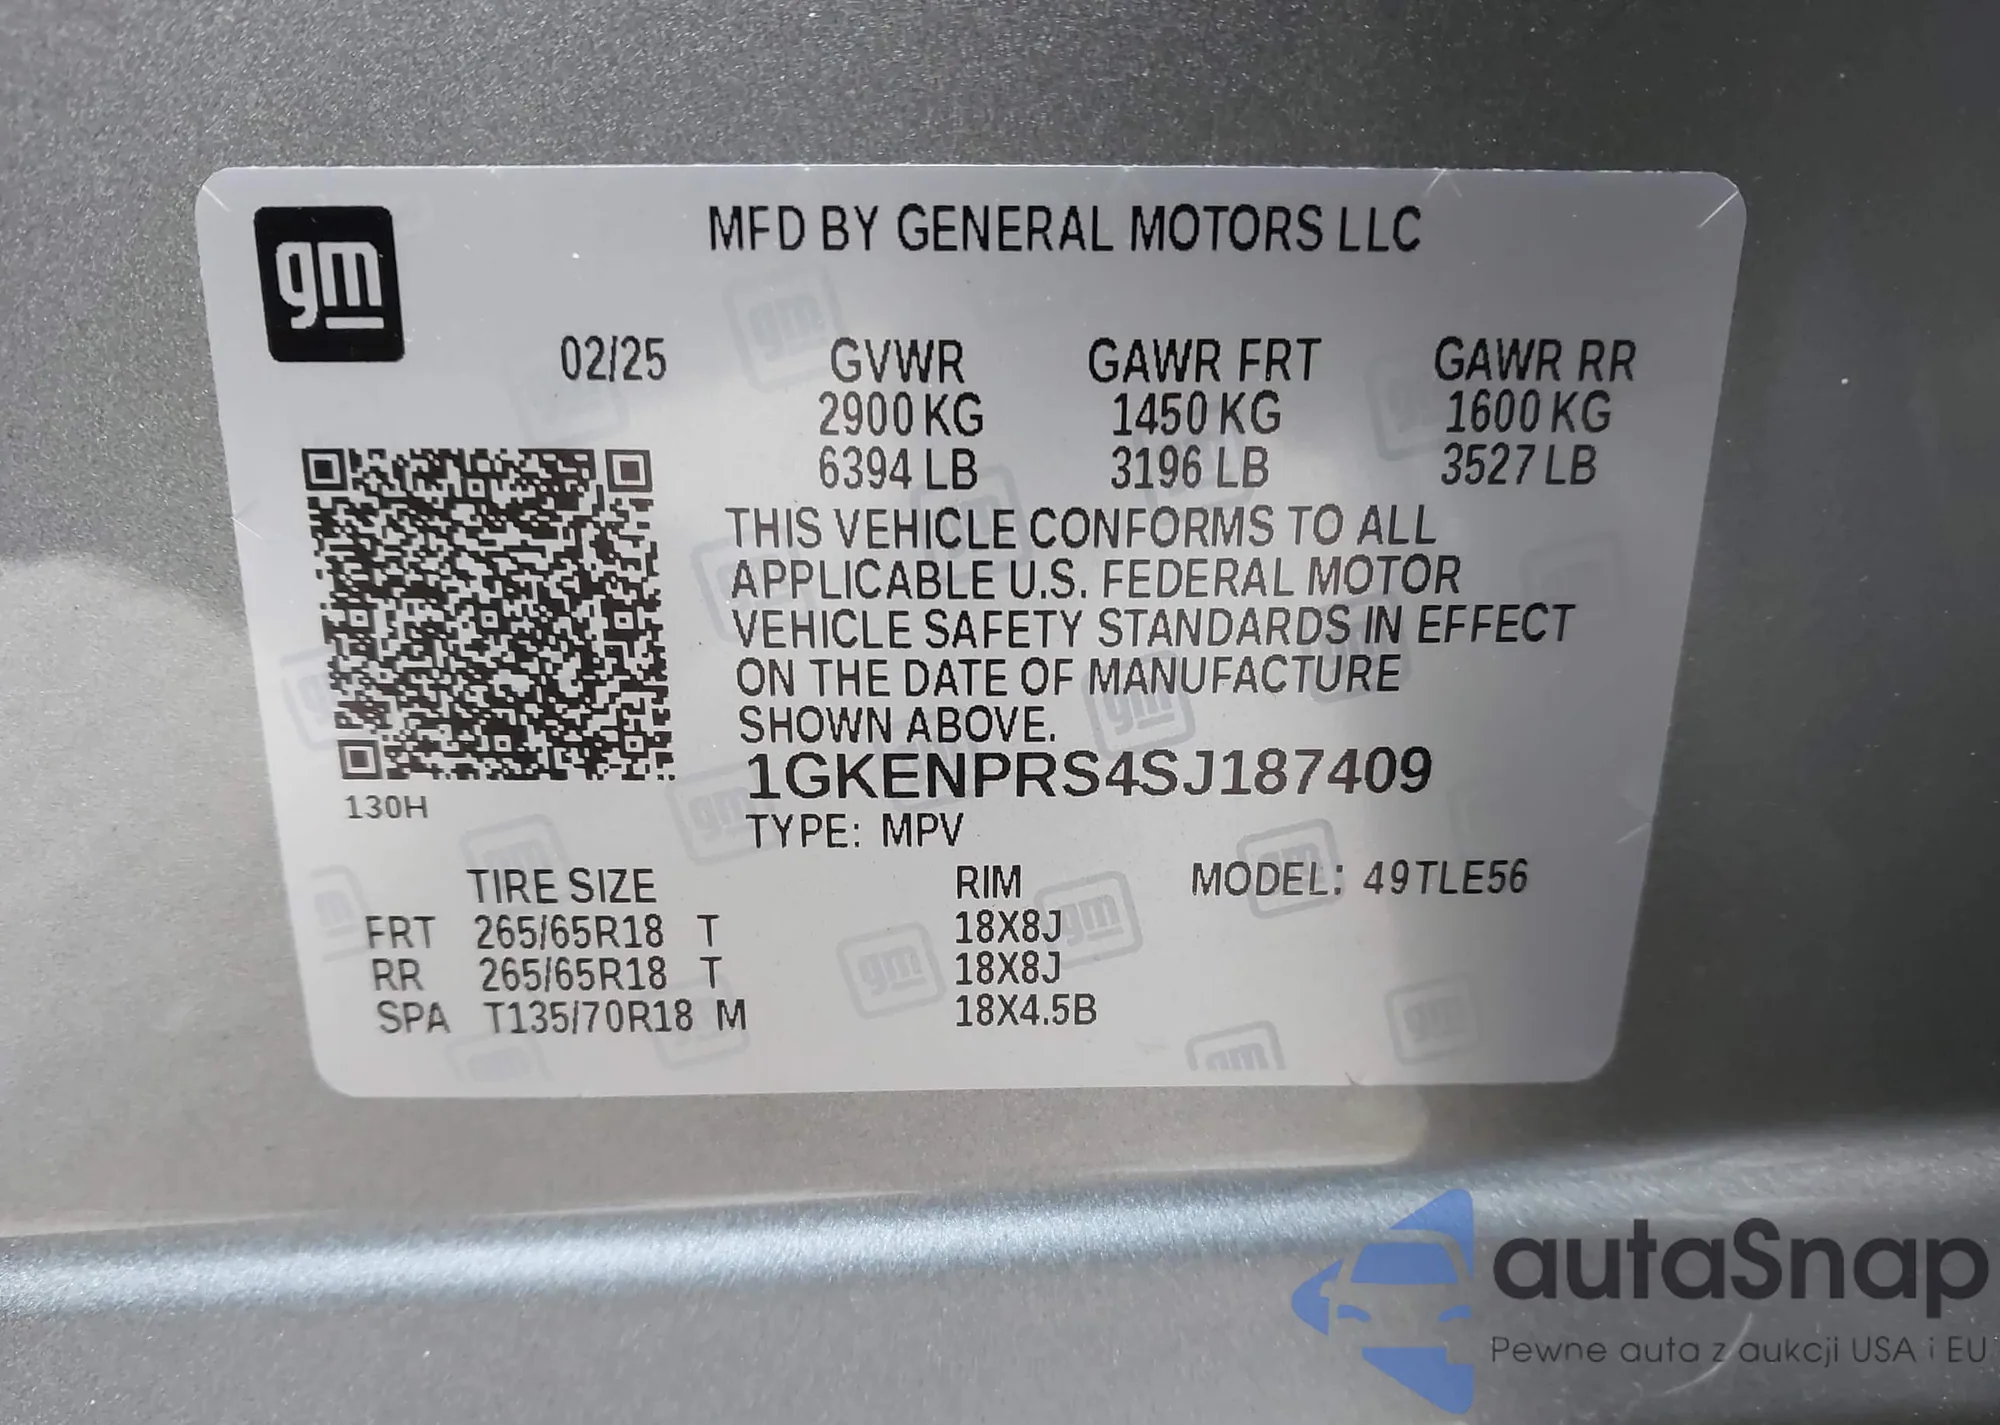 gm
MFD BY GENERAL MOTORS LLC
02/25 GVWR GAWR FRT GAWR RR
2900 KG 1450 KG 1600 KG
6394 LB 3196 LB 3527 LB
THIS VEHICLE CONFORMS TO ALL
APPLICABLE U.S. FEDERAL MOTOR
VEHICLE SAFETY STANDARDS IN EFFECT
ON THE DATE OF MANUFACTURE
SHOWN ABOVE.
1GKENPRS4SJ187409
130H
TYPE: MPV
TIRE SIZE RIM MODEL: 49TLE56
FRT 265/65R18 T 18X8J
RR 265/65R18 T 18X8J
SPA T135/70R18 M 18X4.5B
autaSnap
Pewne auta z aukcji USA i EU